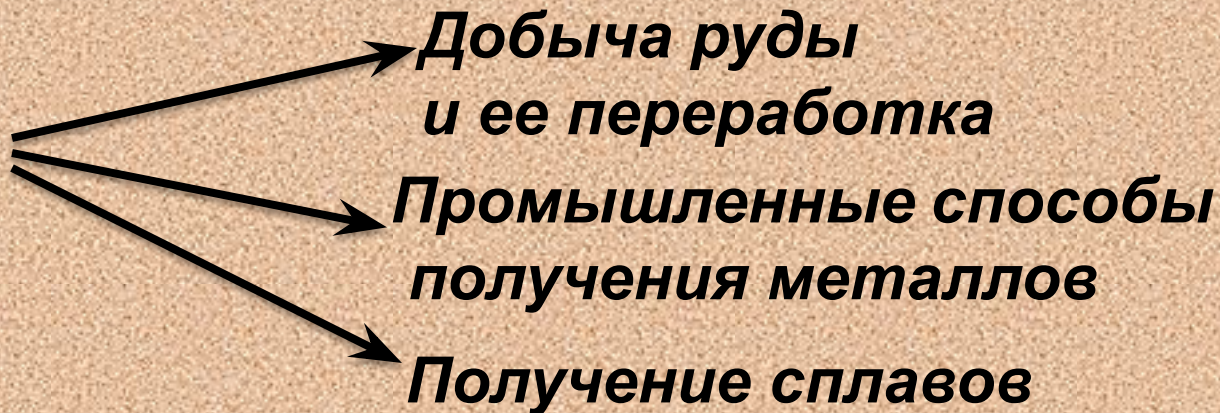 Добыча руды
и ее переработка
Промышленные способы
получения металлов
Получение сплавов